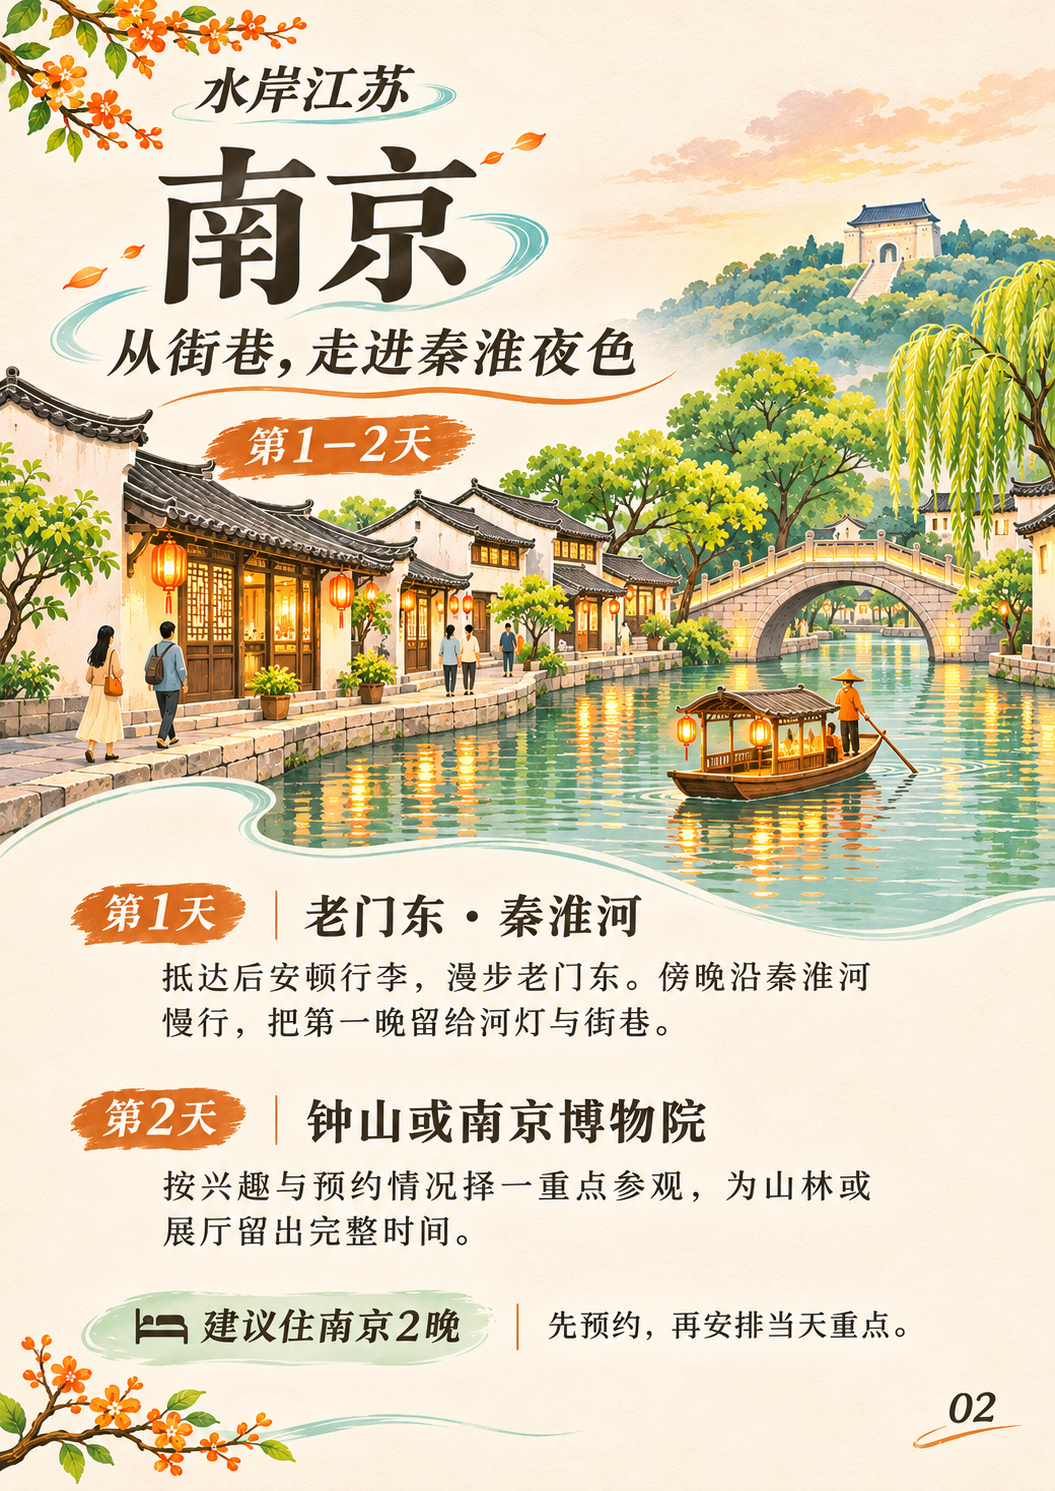 水岸江苏
南京
从街巷，走进秦淮夜色
第1-2天
第1天
老门东·秦淮河
抵达后安顿行李，漫步老门东。傍晚沿秦淮河
慢行，把第一晚留给河灯与街巷。
第2天
钟山或南京博物院
按兴趣与预约情况择一重点参观，为山林或
展厅留出完整时间。
建议住南京2晚
先预约，再安排当天重点。
02